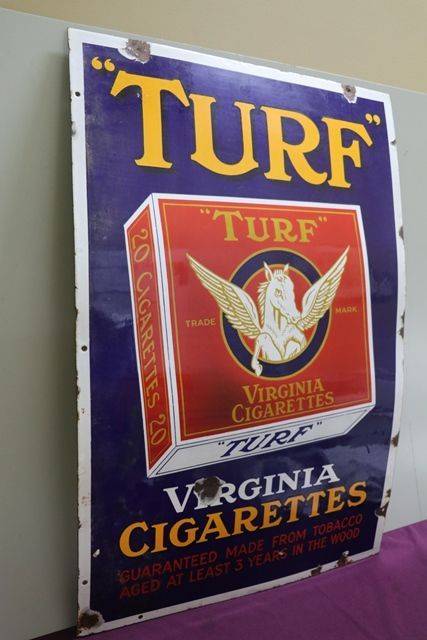 "TURF"
"TURF"
TRADE MARK
VIRGINIA
CIGARETTES
20 CIGARETTES 20
"TURF"
VIRGINIA
CIGARETTES
GUARANTEED MADE FROM TOBACCO
AGED AT LEAST 3 YEARS IN THE WOOD